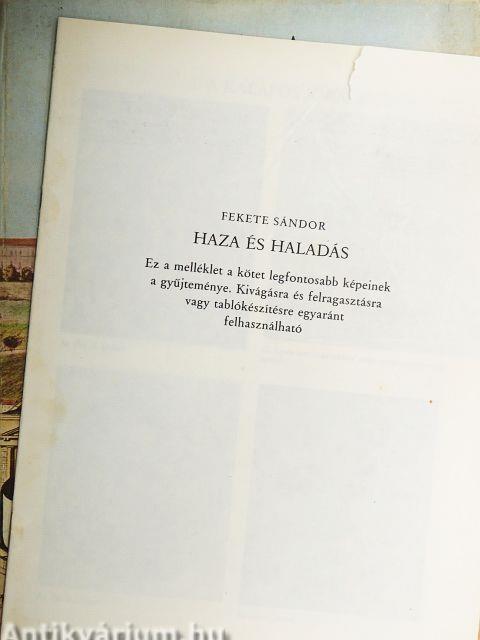 FEKETE SÁNDOR
HAZA ÉS HALADÁS
Ez a melléklet a kötet legfontosabb képeinek
a gyűjteménye. Kivágásra és felragasztásra
vagy tablókészítésre egyaránt
felhasználható
Antikvárium.hu